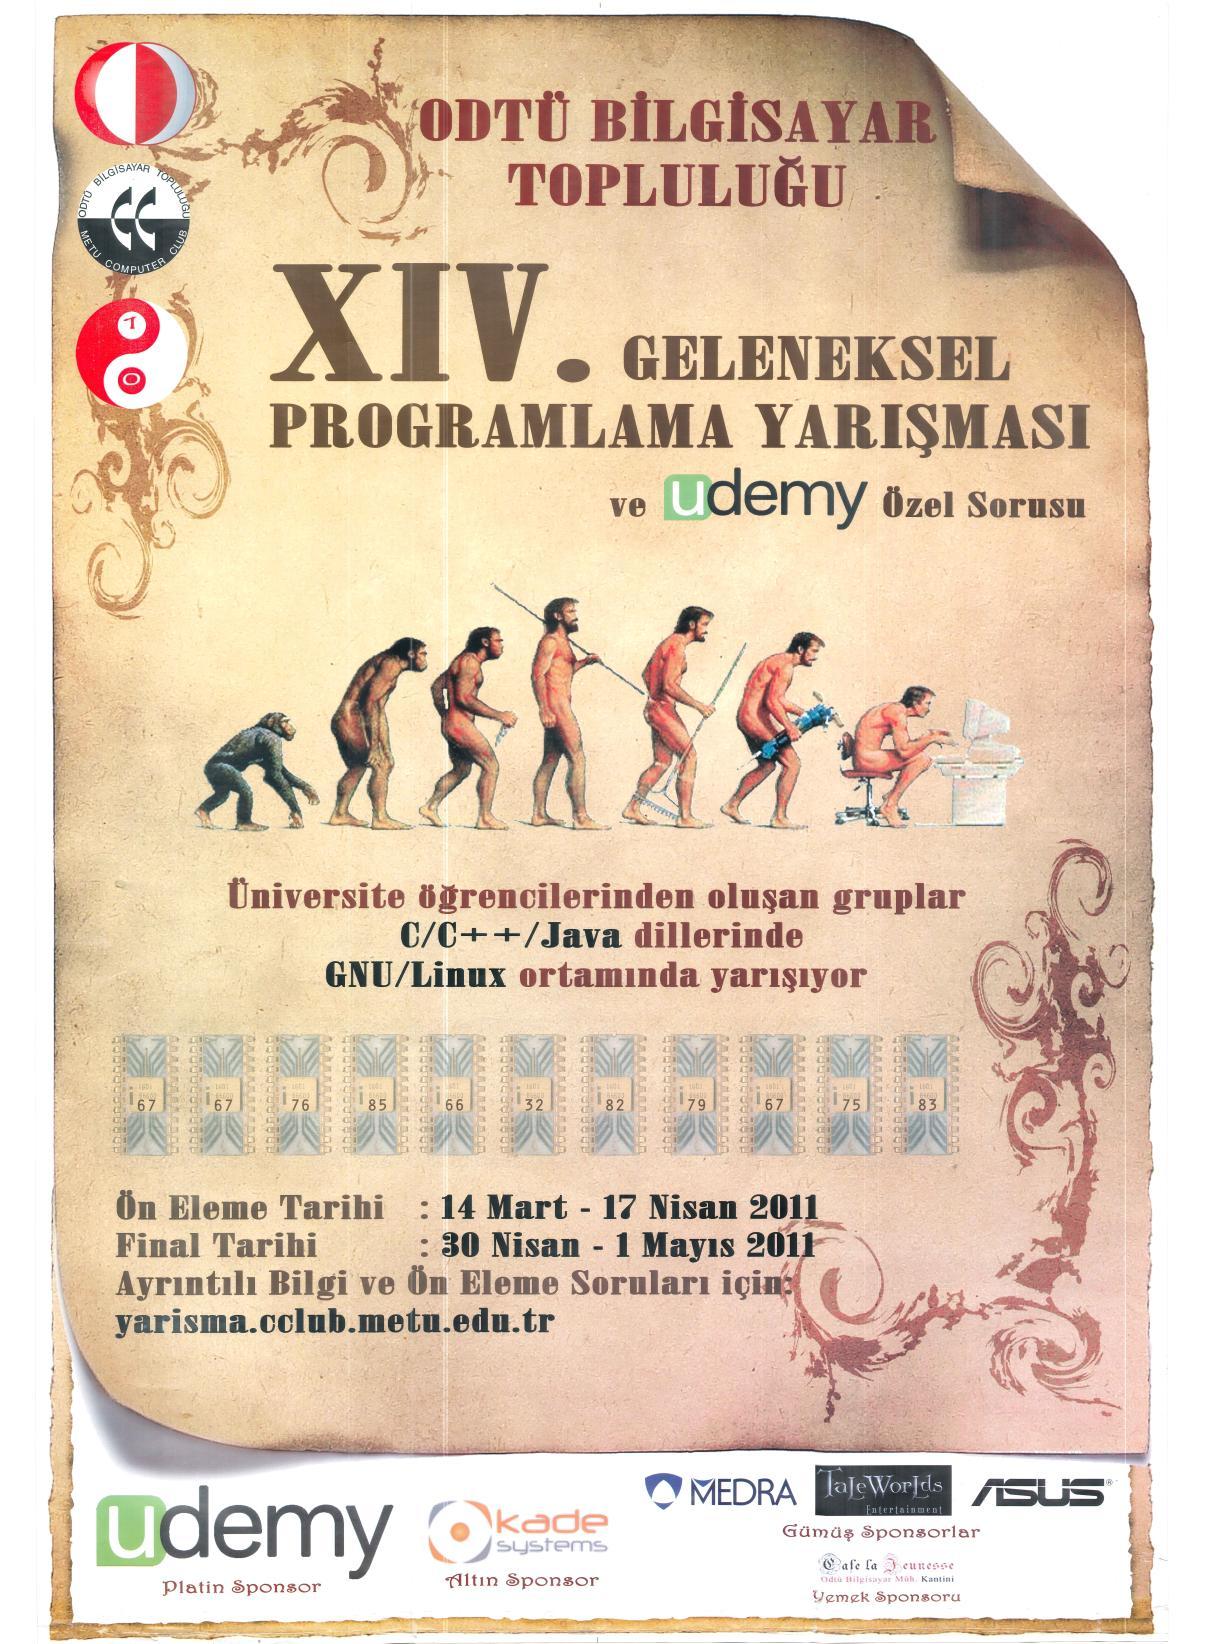 ODTÜ BİLGİSAYAR
TOPLULUĞU
ODTÜ BİLGİSAYAR TOPLULUĞU
METU COMPUTER CLUB
XIV. GELENEKSEL
PROGRAMLAMA YARIŞMASI
ve udemy Özel Sorusu
Üniversite öğrencilerinden oluşan gruplar
C/C++/Java dillerinde
GNU/Linux ortamında yarışıyor
67 67 76 85 66 32 82 79 67 75 83
Ön Eleme Tarihi : 14 Mart - 17 Nisan 2011
Final Tarihi : 30 Nisan - 1 Mayıs 2011
Ayrıntılı Bilgi ve Ön Eleme Soruları için:
yarisma.cclub.metu.edu.tr
udemy
Platin Sponsor
kade
systems
Altın Sponsor
MEDRA
TaleWorlds
Entertainment
ASUS
Gümüş Sponsorlar
Cafe la Jeunesse
Odtü Bilgisayar Müh. Kantini
Yemek Sponsoru